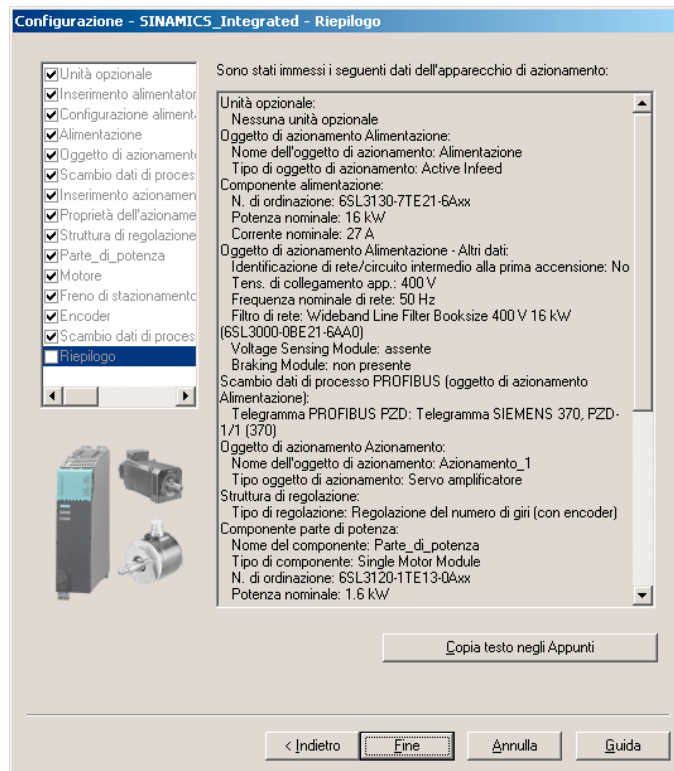 Configurazione - SINAMICS_Integrated - Riepilogo
Unità opzionale
Inserimento alimentator
Configurazione aliment
Alimentazione
Oggetto di azionament
Scambio dati di proces
Inserimento azionamen
Proprietà dell'azioname
Struttura di regolazione
Parte_di_potenza
Motore
Freno di stazionamento
Encoder
Scambio dati di proces
Riepilogo
Sono stati immessi i seguenti dati dell'apparecchio di azionamento:
Unità opzionale:
Nessuna unità opzionale
Oggetto di azionamento Alimentazione:
Nome dell'oggetto di azionamento: Alimentazione
Tipo di oggetto di azionamento: Active Infeed
Componente alimentazione:
N. di ordinazione: 6SL3130-7TE21-6Axx
Potenza nominale: 16 kW
Corrente nominale: 27 A
Oggetto di azionamento Alimentazione - Altri dati:
Identificazione di rete/circuito intermedio alla prima accensione: No
Tens. di collegamento app.: 400 V
Frequenza nominale di rete: 50 Hz
Filtro di rete: Wideband Line Filter Booksize 400 V 16 kW
(6SL3000-0BE21-6AA0)
Voltage Sensing Module: assente
Braking Module: non presente
Scambio dati di processo PROFIBUS (oggetto di azionamento
Alimentazione):
Telegramma PROFIBUS PZD: Telegramma SIEMENS 370, PZD-
1/1 (370)
Oggetto di azionamento Azionamento:
Nome dell'oggetto di azionamento: Azionamento_1
Tipo oggetto di azionamento: Servo amplificatore
Struttura di regolazione:
Tipo di regolazione: Regolazione del numero di giri (con encoder)
Componente parte di potenza:
Nome del componente: Parte_di_potenza
Tipo di componente: Single Motor Module
N. di ordinazione: 6SL3120-1TE13-0Axx
Potenza nominale: 1.6 kW
Copia testo negli Appunti
< Indietro
Fine
Annulla
Guida